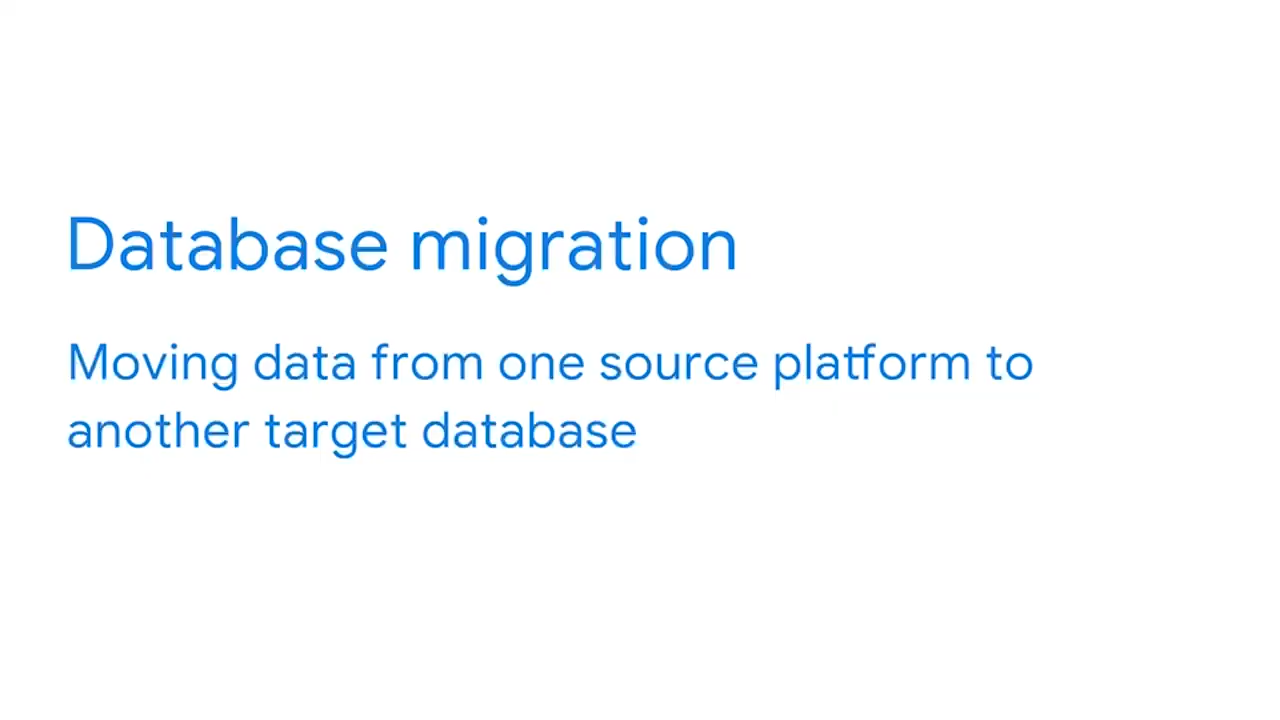 Database migration
Moving data from one source platform to
another target database